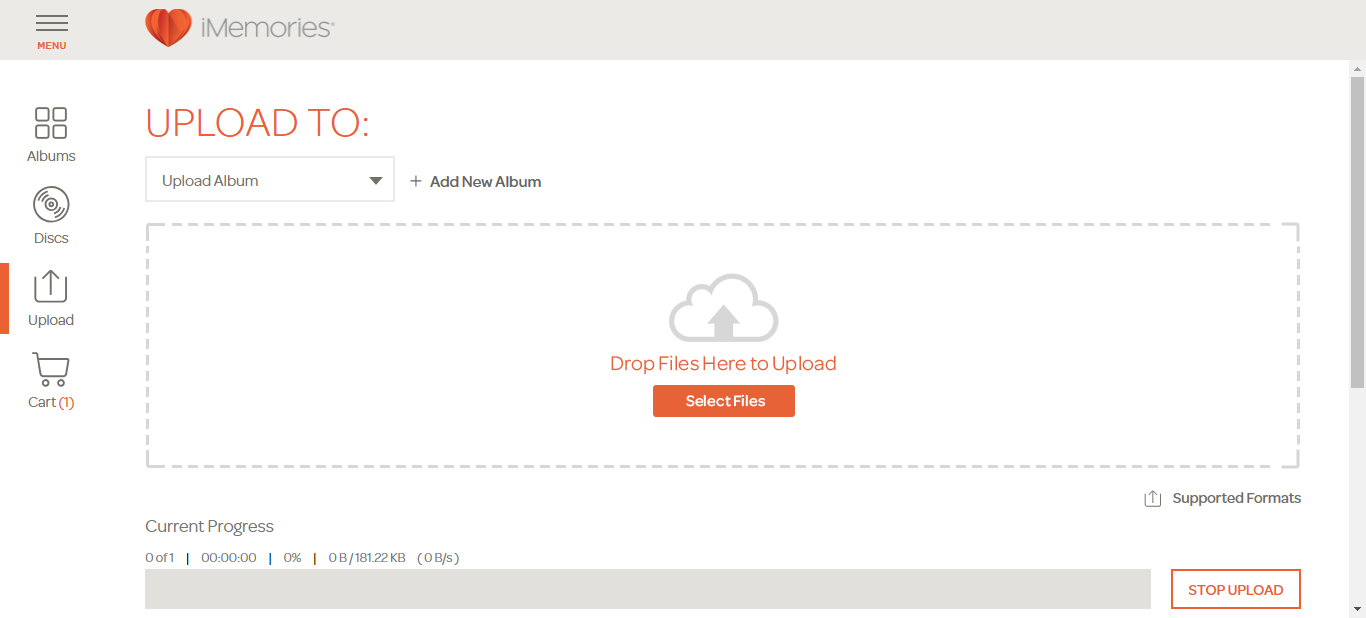 MENU
iMemories
Albums
Discs
Upload
Cart (1)
UPLOAD TO:
Upload Album
+ Add New Album
Drop Files Here to Upload
Select Files
Supported Formats
Current Progress
0 of 1 | 00:00:00 | 0% | 0 B / 181.22 KB ( 0 B/s )
STOP UPLOAD